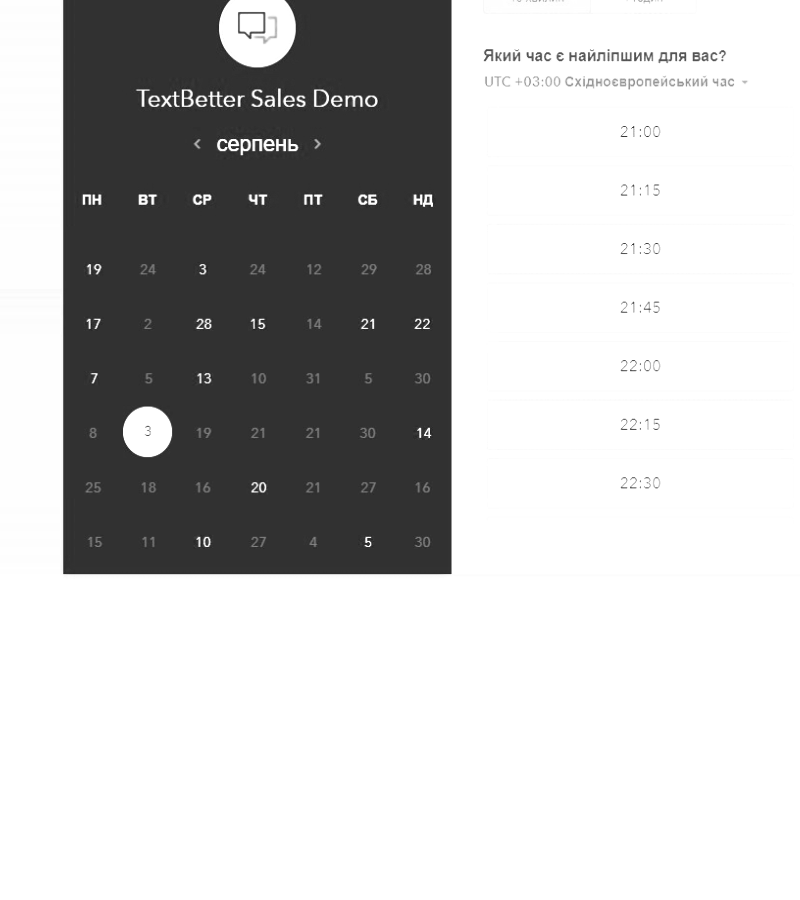 TextBetter Sales Demo
‹ серпень ›
ПН ВТ СР ЧТ ПТ СБ НД
19 24 3 24 12 29 28
17 2 28 15 14 21 22
7 5 13 10 31 5 30
8 3 19 21 21 30 14
25 18 16 20 21 27 16
15 11 10 27 4 5 30
Який час є найліпшим для вас?
UTC +03:00 Східноєвропейський час
21:00
21:15
21:30
21:45
22:00
22:15
22:30